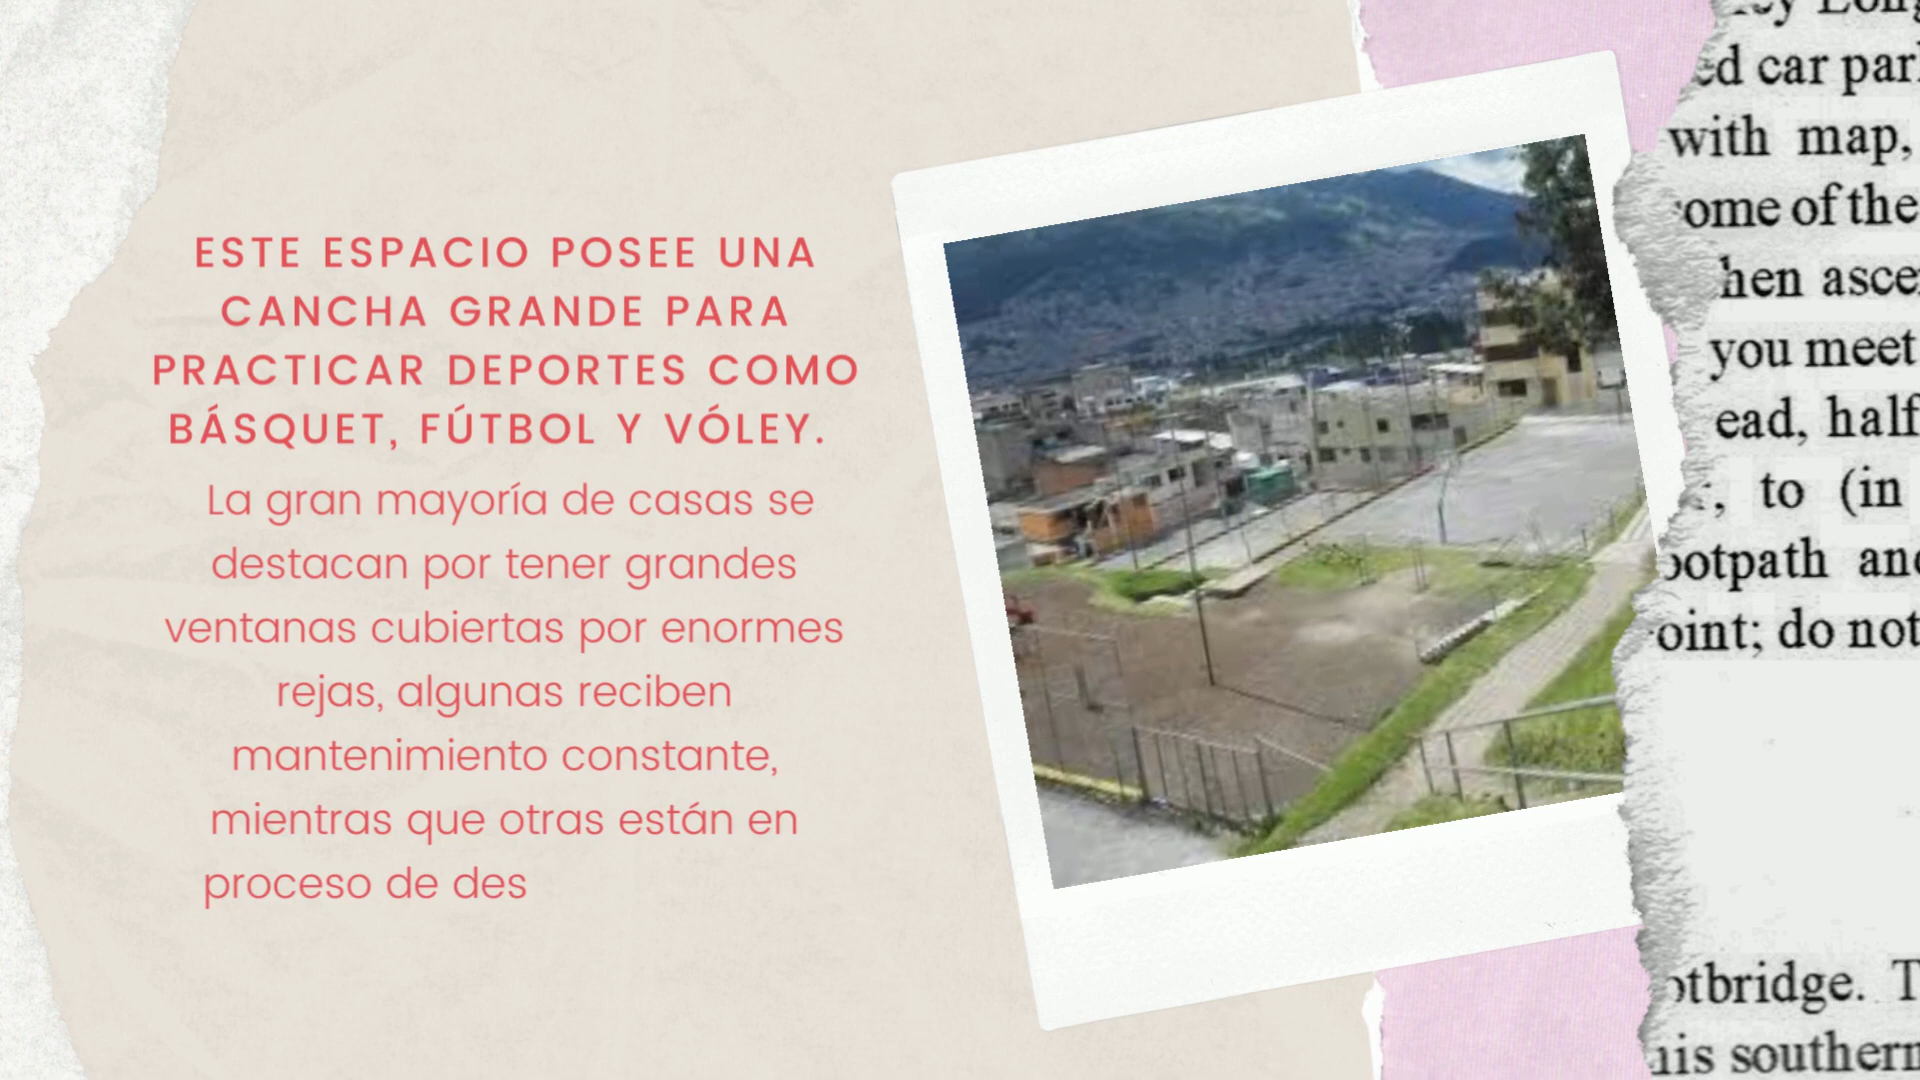 ESTE ESPACIO POSEE UNA
CANCHA GRANDE PARA
PRACTICAR DEPORTES COMO
BÁSQUET, FÚTBOL Y VÓLEY.
La gran mayoría de casas se
destacan por tener grandes
ventanas cubiertas por enormes
rejas, algunas reciben
mantenimiento constante,
mientras que otras están en
proceso de des
ed car par
with map,
ome of the
hen asce
you meet
ead, half
to (in
ootpath and
oint; do not
otbridge. T
his southern